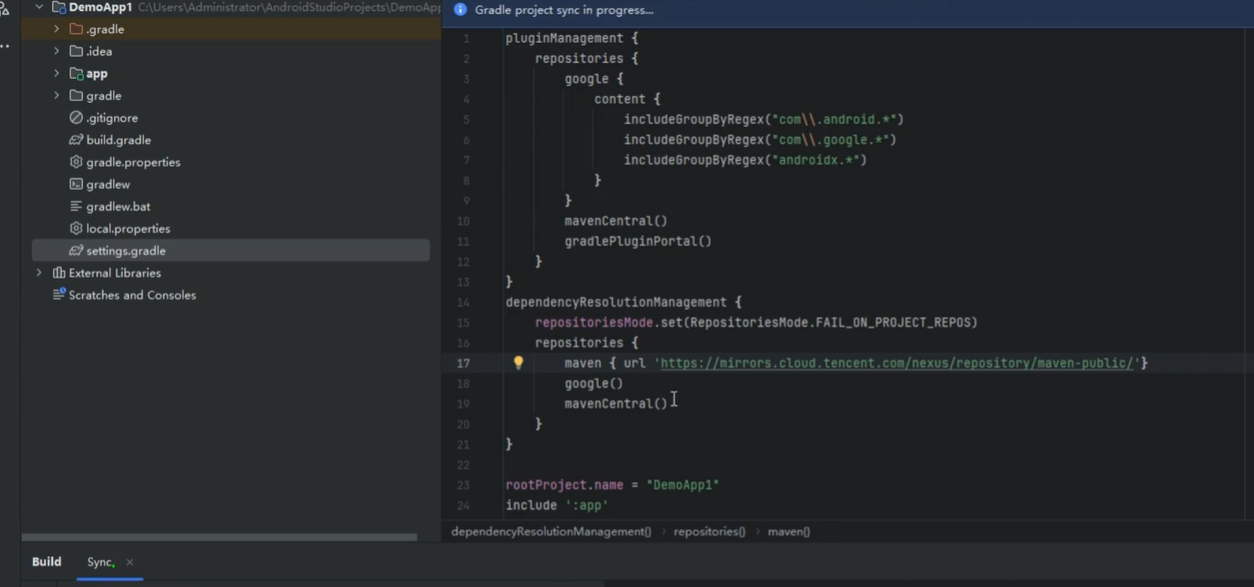 DemoApp1 C:\Users\Administrator\AndroidStudioProjects\DemoApp
.gradle
.idea
app
gradle
.gitignore
build.gradle
gradle.properties
gradlew
gradlew.bat
local.properties
settings.gradle
External Libraries
Scratches and Consoles
Gradle project sync in progress...
1 pluginManagement {
2 repositories {
3 google {
4 content {
5 includeGroupByRegex("com\\.android.*")
6 includeGroupByRegex("com\\.google.*")
7 includeGroupByRegex("androidx.*")
8 }
9 }
10 mavenCentral()
11 gradlePluginPortal()
12 }
13 }
14 dependencyResolutionManagement {
15 repositoriesMode.set(RepositoriesMode.FAIL_ON_PROJECT_REPOS)
16 repositories {
17 maven { url 'https://mirrors.cloud.tencent.com/nexus/repository/maven-public/'}
18 google()
19 mavenCentral()
20 }
21 }
22
23 rootProject.name = "DemoApp1"
24 include ':app'
dependencyResolutionManagement{} › repositories{} › maven{}
Build Sync ×